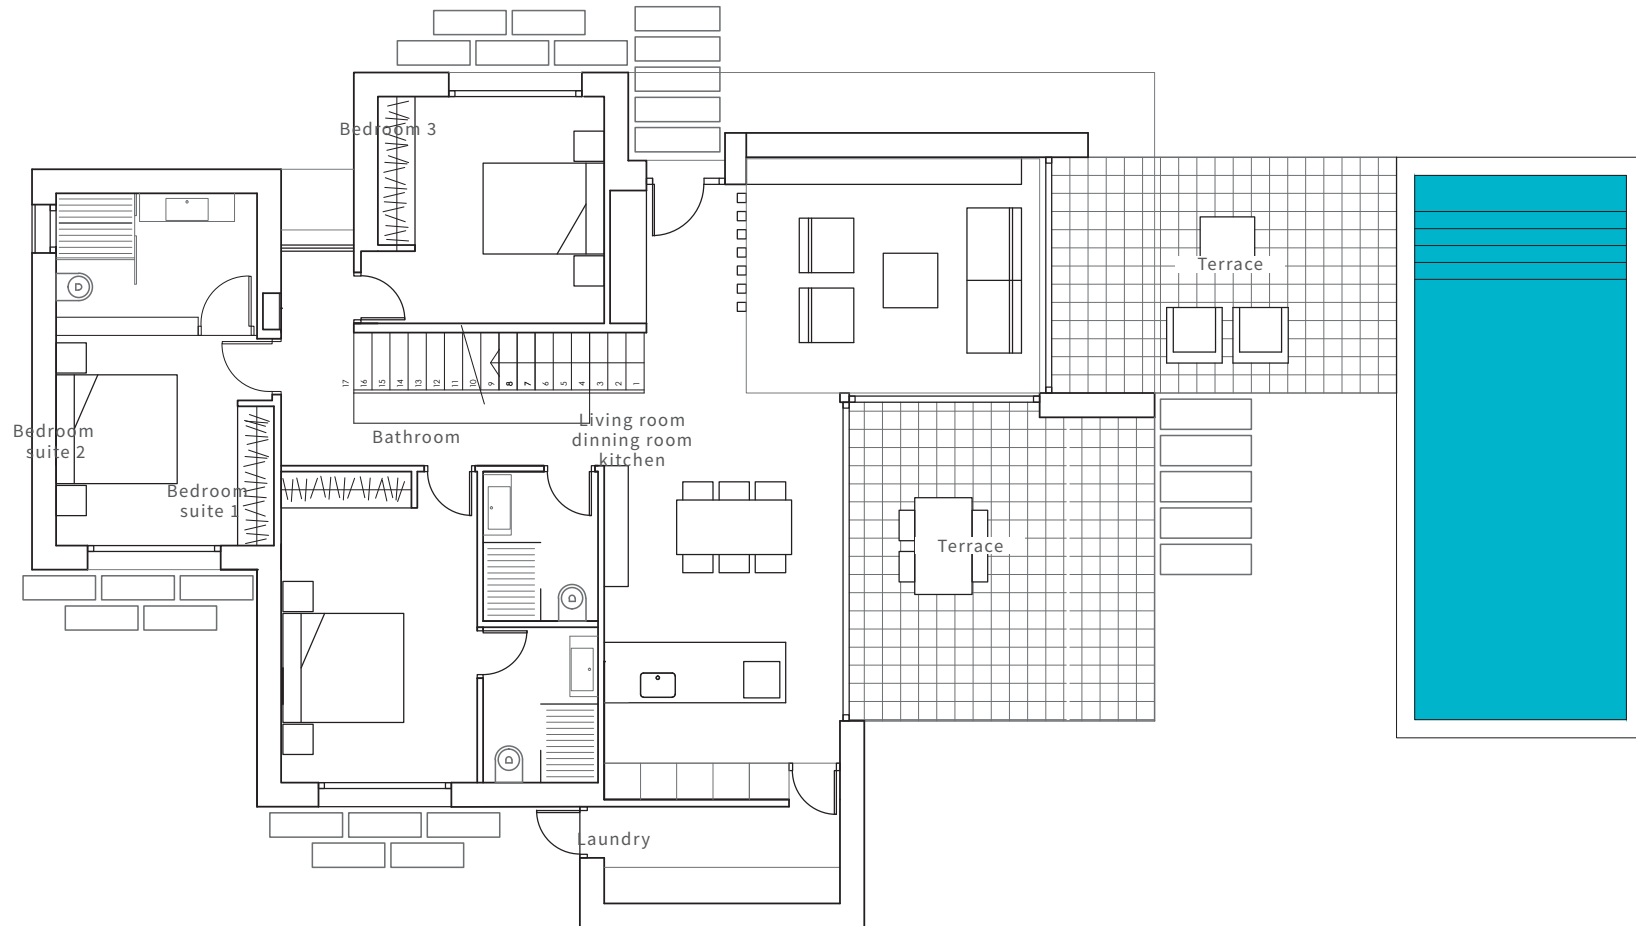 Bedroom 3
Terrace
17 16 15 14 13 12 11 10 9 8 7 6 5 4 3 2 1
Bathroom
Living room
dinning room
kitchen
Bedroom
suite 2
Bedroom
suite 1
Terrace
Laundry